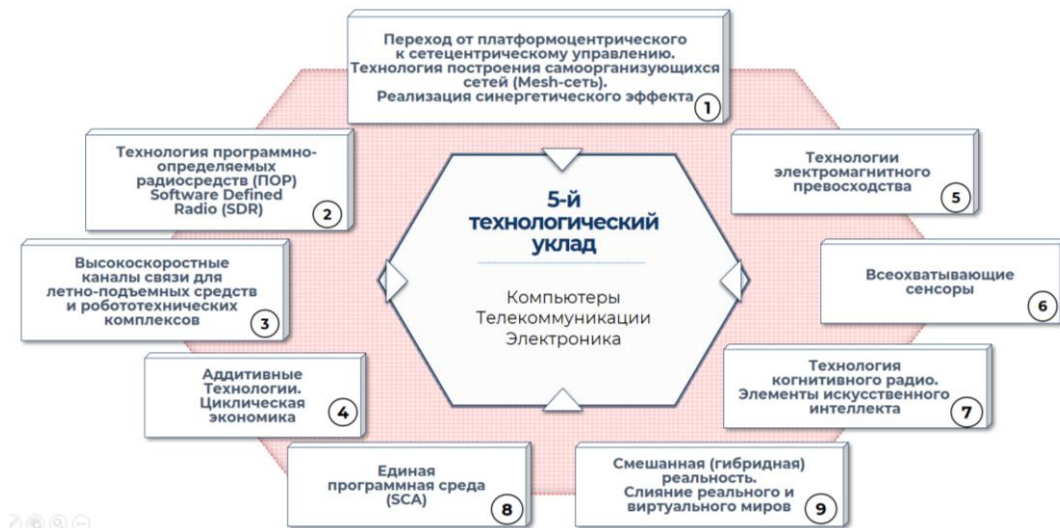 Переход от платформоцентрического
к сетецентрическому управлению.
Технология построения самоорганизующихся
сетей (Mesh-сеть).
Реализация синергетического эффекта
1
Технология программно-
определяемых
радиосредств (ПОР)
Software Defined
Radio (SDR)
2
Высокоскоростные
каналы связи для
летно-подъемных средств
и робототехнических
комплексов
3
Аддитивные
Технологии.
Циклическая
экономика
4
5-й
технологический
уклад
Компьютеры
Телекоммуникации
Электроника
Технологии
электромагнитного
превосходства
5
Всеохватывающие
сенсоры
6
Технология
когнитивного радио.
Элементы искусственного
интеллекта
7
Единая
программная среда
(SCA)
8
Смешанная (гибридная)
реальность.
Слияние реального и
виртуального миров
9